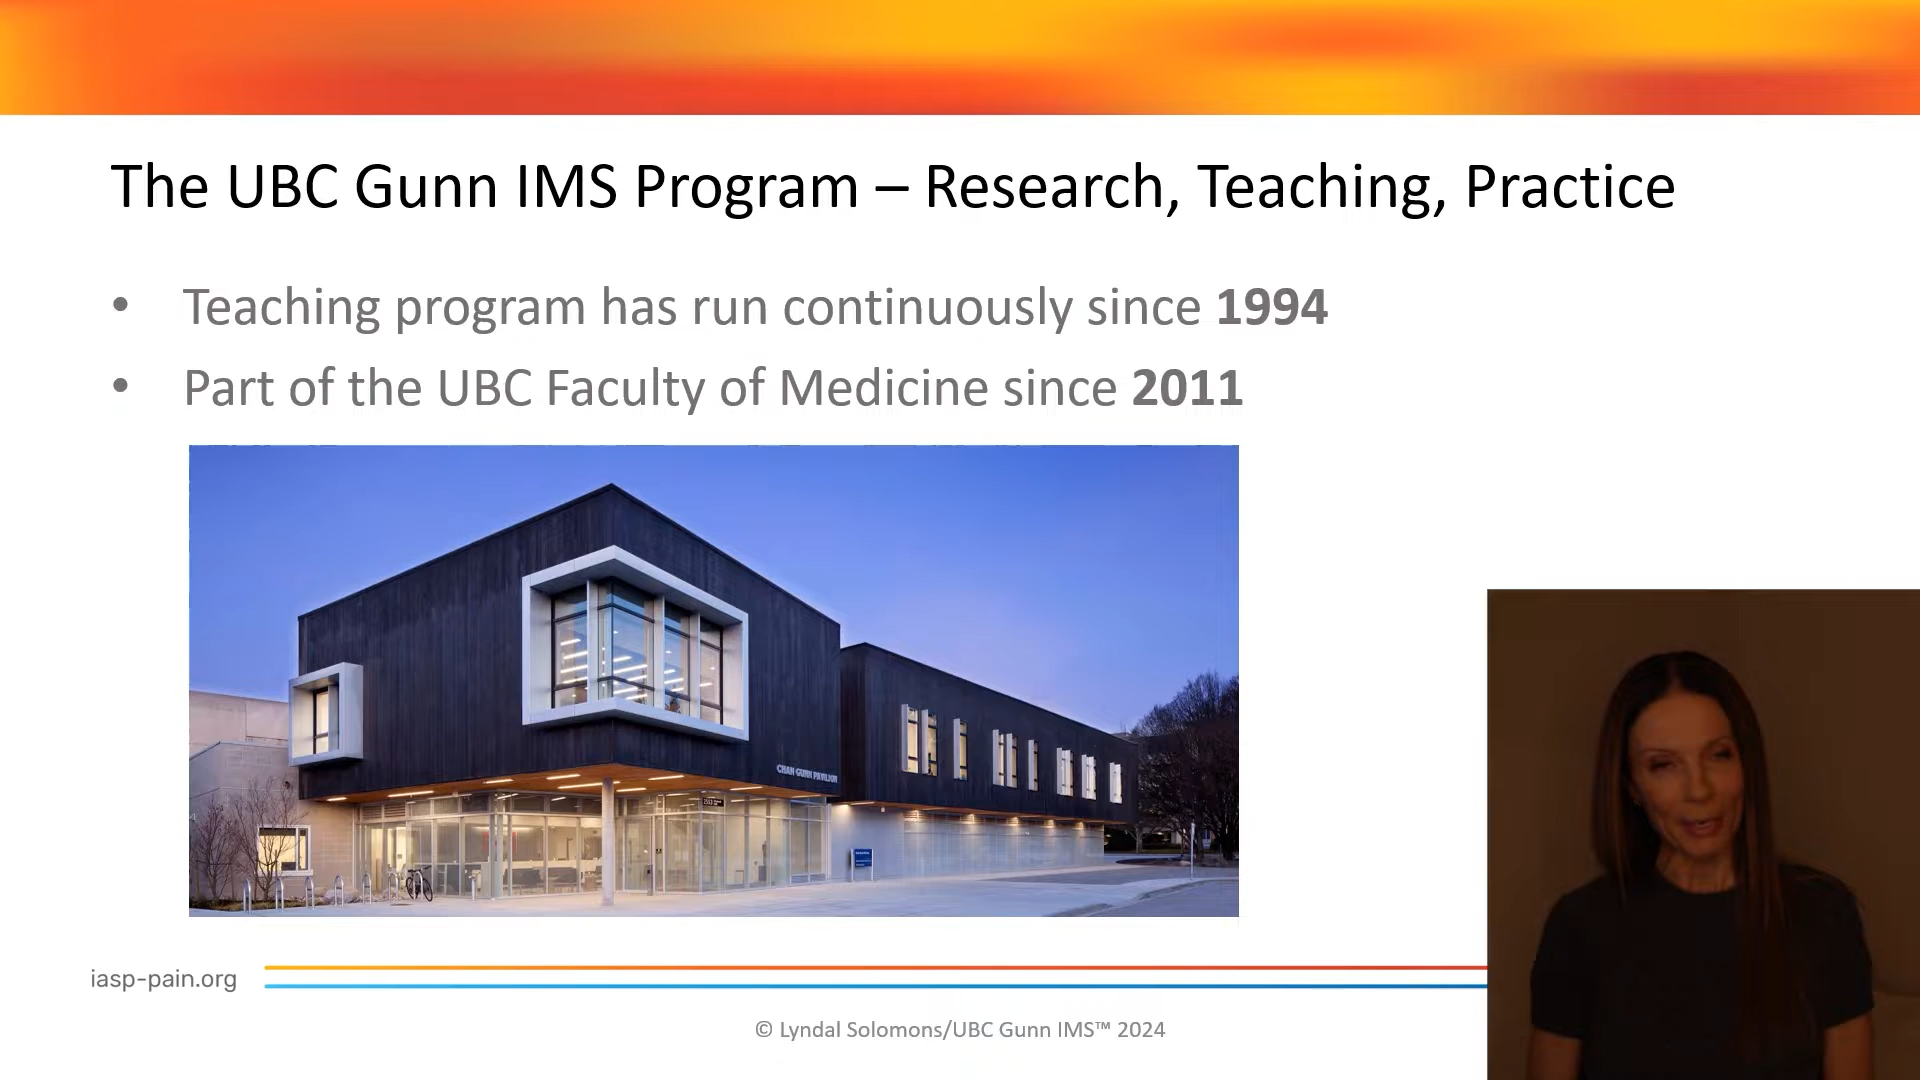 The UBC Gunn IMS Program – Research, Teaching, Practice
• Teaching program has run continuously since 1994
• Part of the UBC Faculty of Medicine since 2011
CHAN GUNN PAVILION
iasp-pain.org
© Lyndal Solomons/UBC Gunn IMS™ 2024